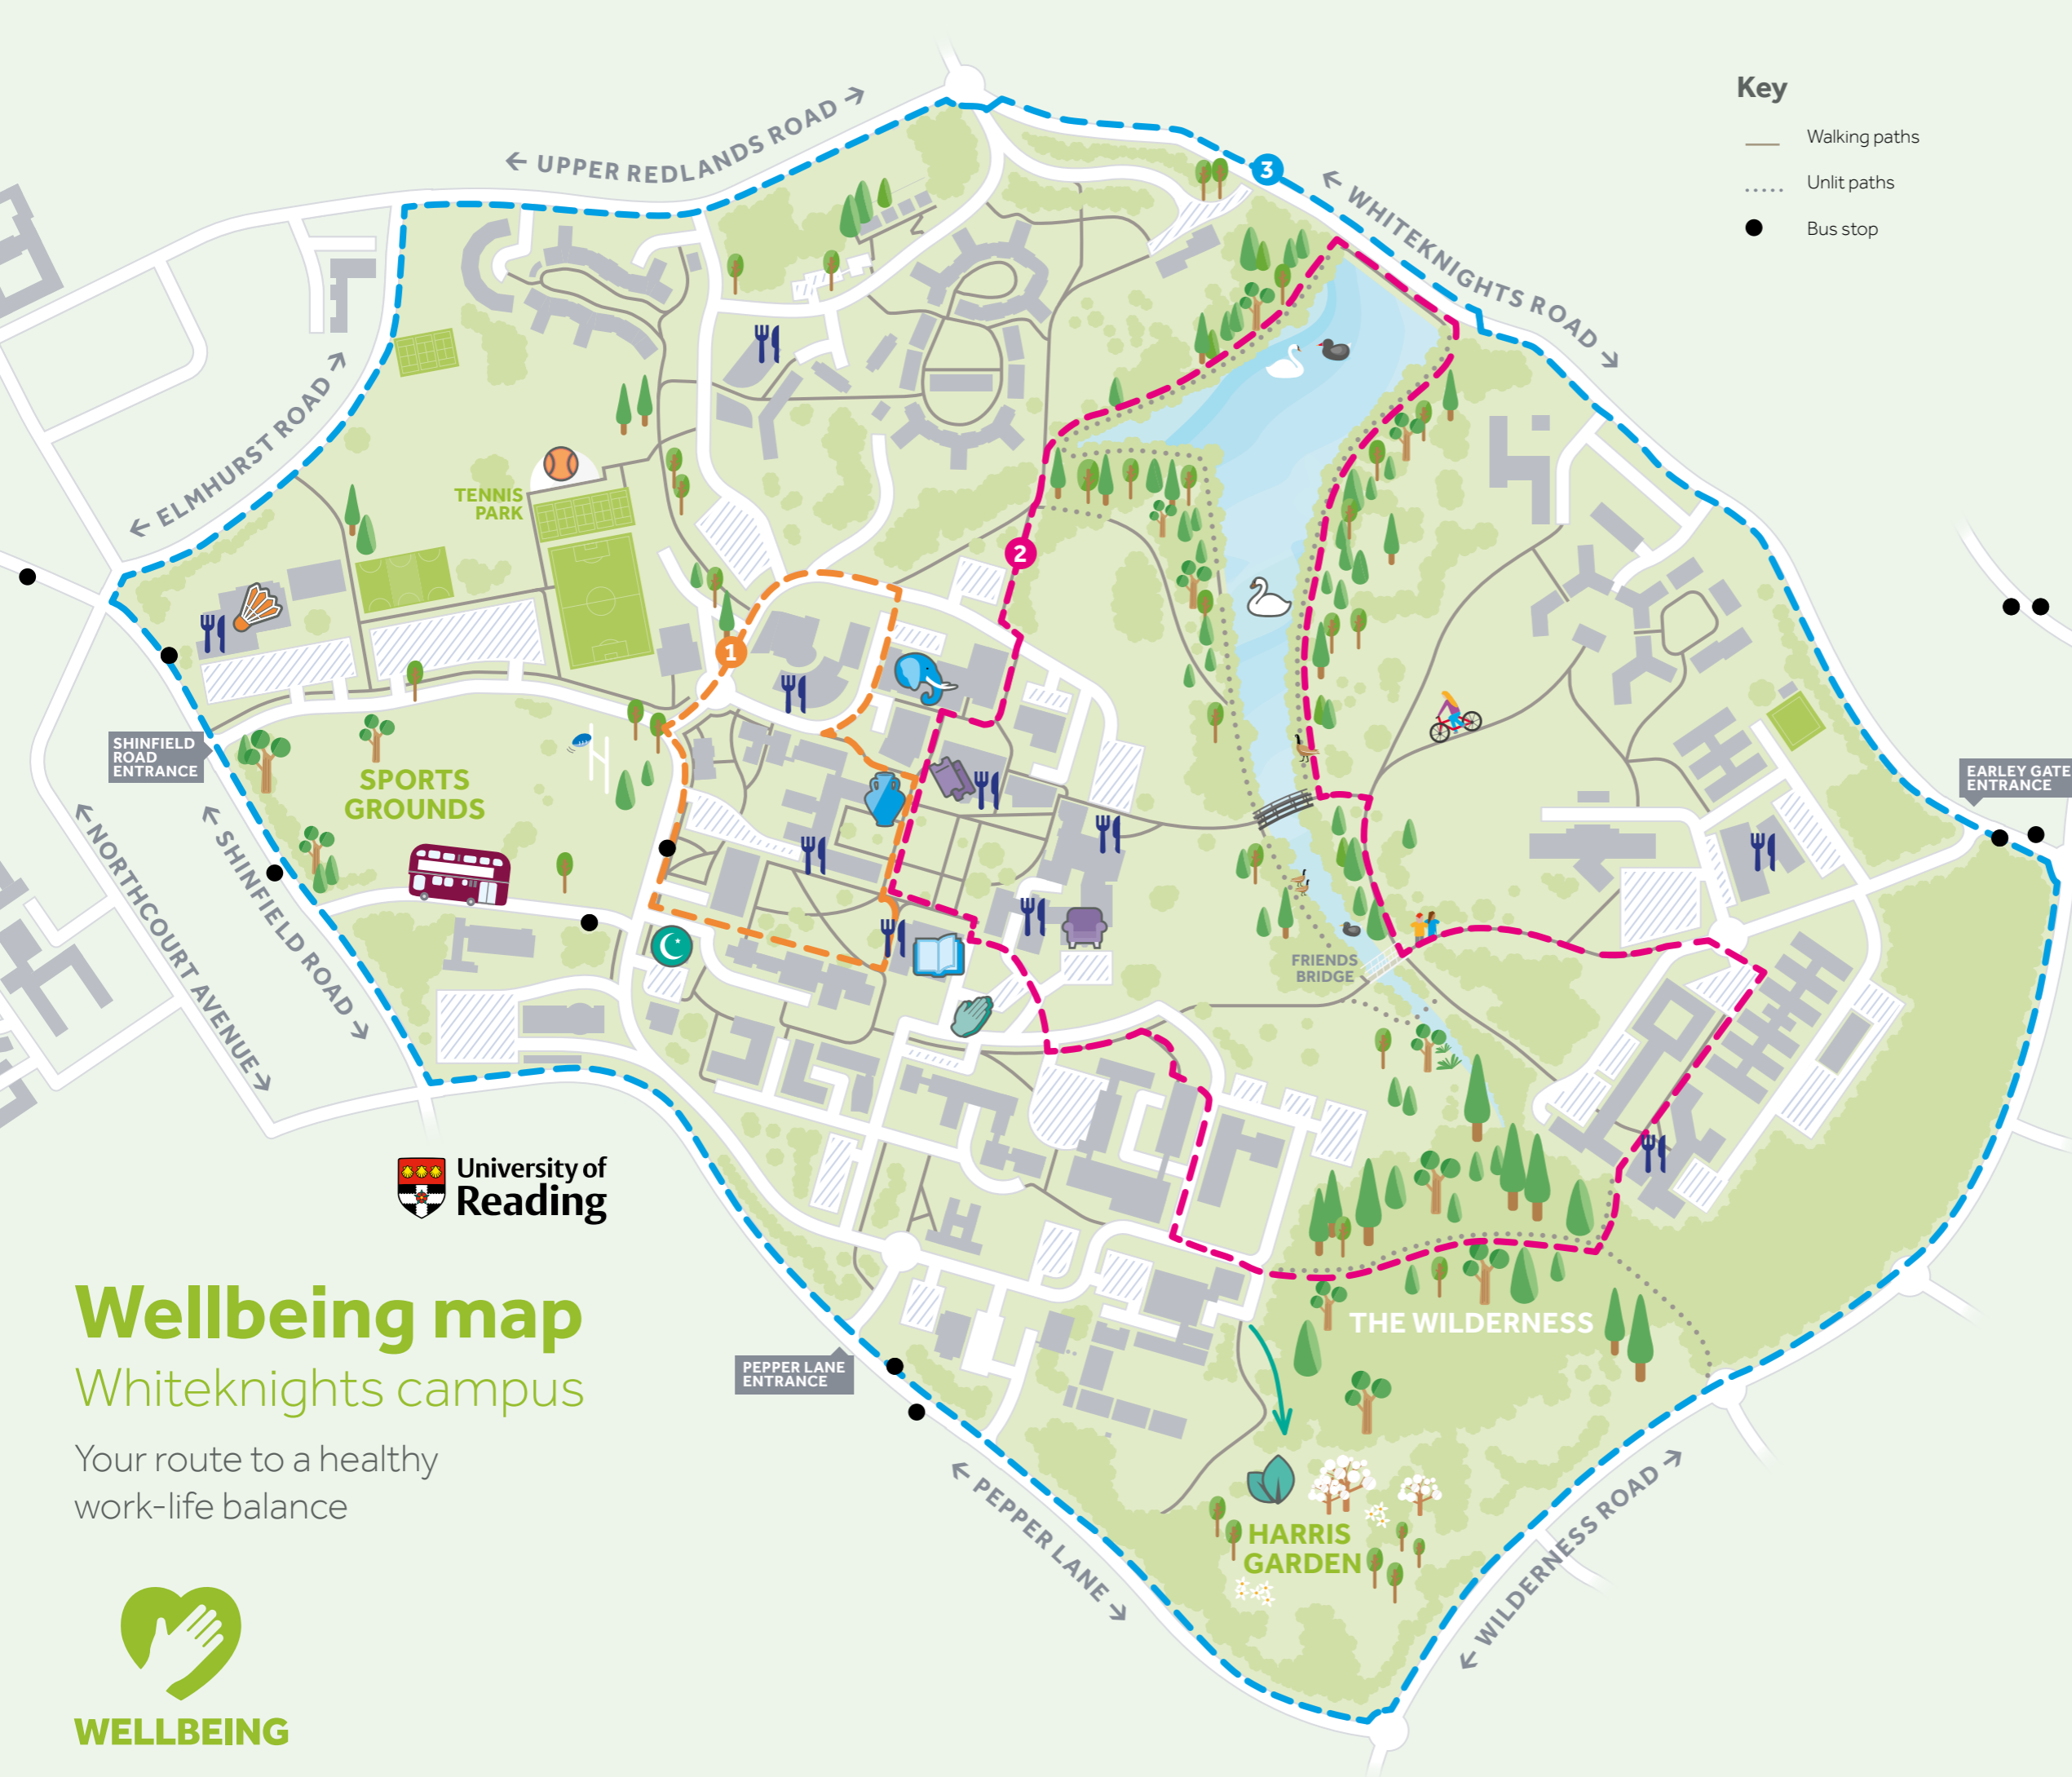 Key
Walking paths
Unlit paths
Bus stop
← UPPER REDLANDS ROAD →
3
← WHITEKNIGHTS ROAD →
← ELMHURST ROAD →
TENNIS
PARK
2
1
SHINFIELD
ROAD
ENTRANCE
SPORTS
GROUNDS
EARLEY GATE
ENTRANCE
← NORTHCOURT AVENUE →
← SHINFIELD ROAD →
FRIENDS
BRIDGE
University of
Reading
Wellbeing map
Whiteknights campus
Your route to a healthy
work-life balance
THE WILDERNESS
PEPPER LANE
ENTRANCE
← PEPPER LANE →
HARRIS
GARDEN
← WILDERNESS ROAD →
WELLBEING